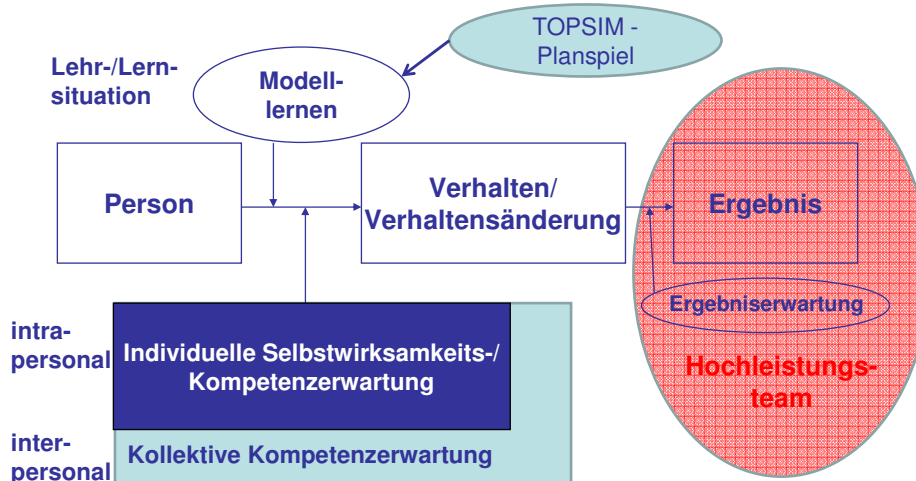 TOPSIM -
Planspiel
Lehr-/Lern-
situation
Modell-
lernen
Person
Verhalten/
Verhaltensänderung
Ergebnis
Ergebniserwartung
intra-
personal
Individuelle Selbstwirksamkeits-/
Kompetenzerwartung
Hochleistungs-
team
inter-
personal
Kollektive Kompetenzerwartung